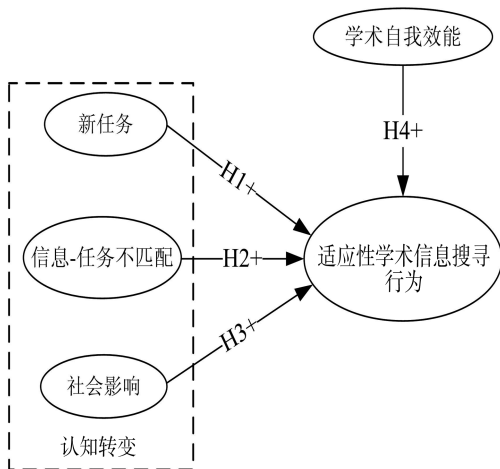 学术自我效能
新任务
H4+
H1+
信息-任务不匹配
H2+
适应性学术信息搜寻
行为
H3+
社会影响
认知转变